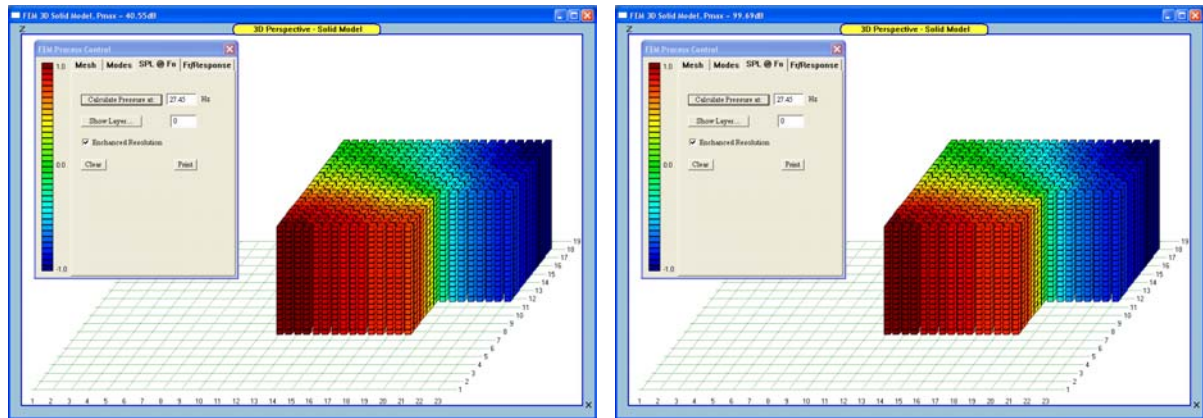 FEM 3D Solid Model, Pmax ~ 40.55dB
Z
3D Perspective - Solid Model
FEM Process Control
1.0
Mesh Modes SPL @ Fn Ft/Response
Calculate Pressure at: 27.45 Hz
Show Layer... 0
Enchanced Resolution
0.0
Clear Print
-1.0
19
18
17
16
15
14
13
12
11
10
9
8
7
6
5
4
3
2
1
1 2 3 4 5 6 7 8 9 10 11 12 13 14 15 16 17 18 19 20 21 22 23
X
FEM 3D Solid Model, Pmax ~ 99.69dB
Z
3D Perspective - Solid Model
FEM Process Control
1.0
Mesh Modes SPL @ Fn Ft/Response
Calculate Pressure at: 27.45 Hz
Show Layer... 0
Enchanced Resolution
0.0
Clear Print
-1.0
19
18
17
16
15
14
13
12
11
10
9
8
7
6
5
4
3
2
1
1 2 3 4 5 6 7 8 9 10 11 12 13 14 15 16 17 18 19 20 21 22 23
X